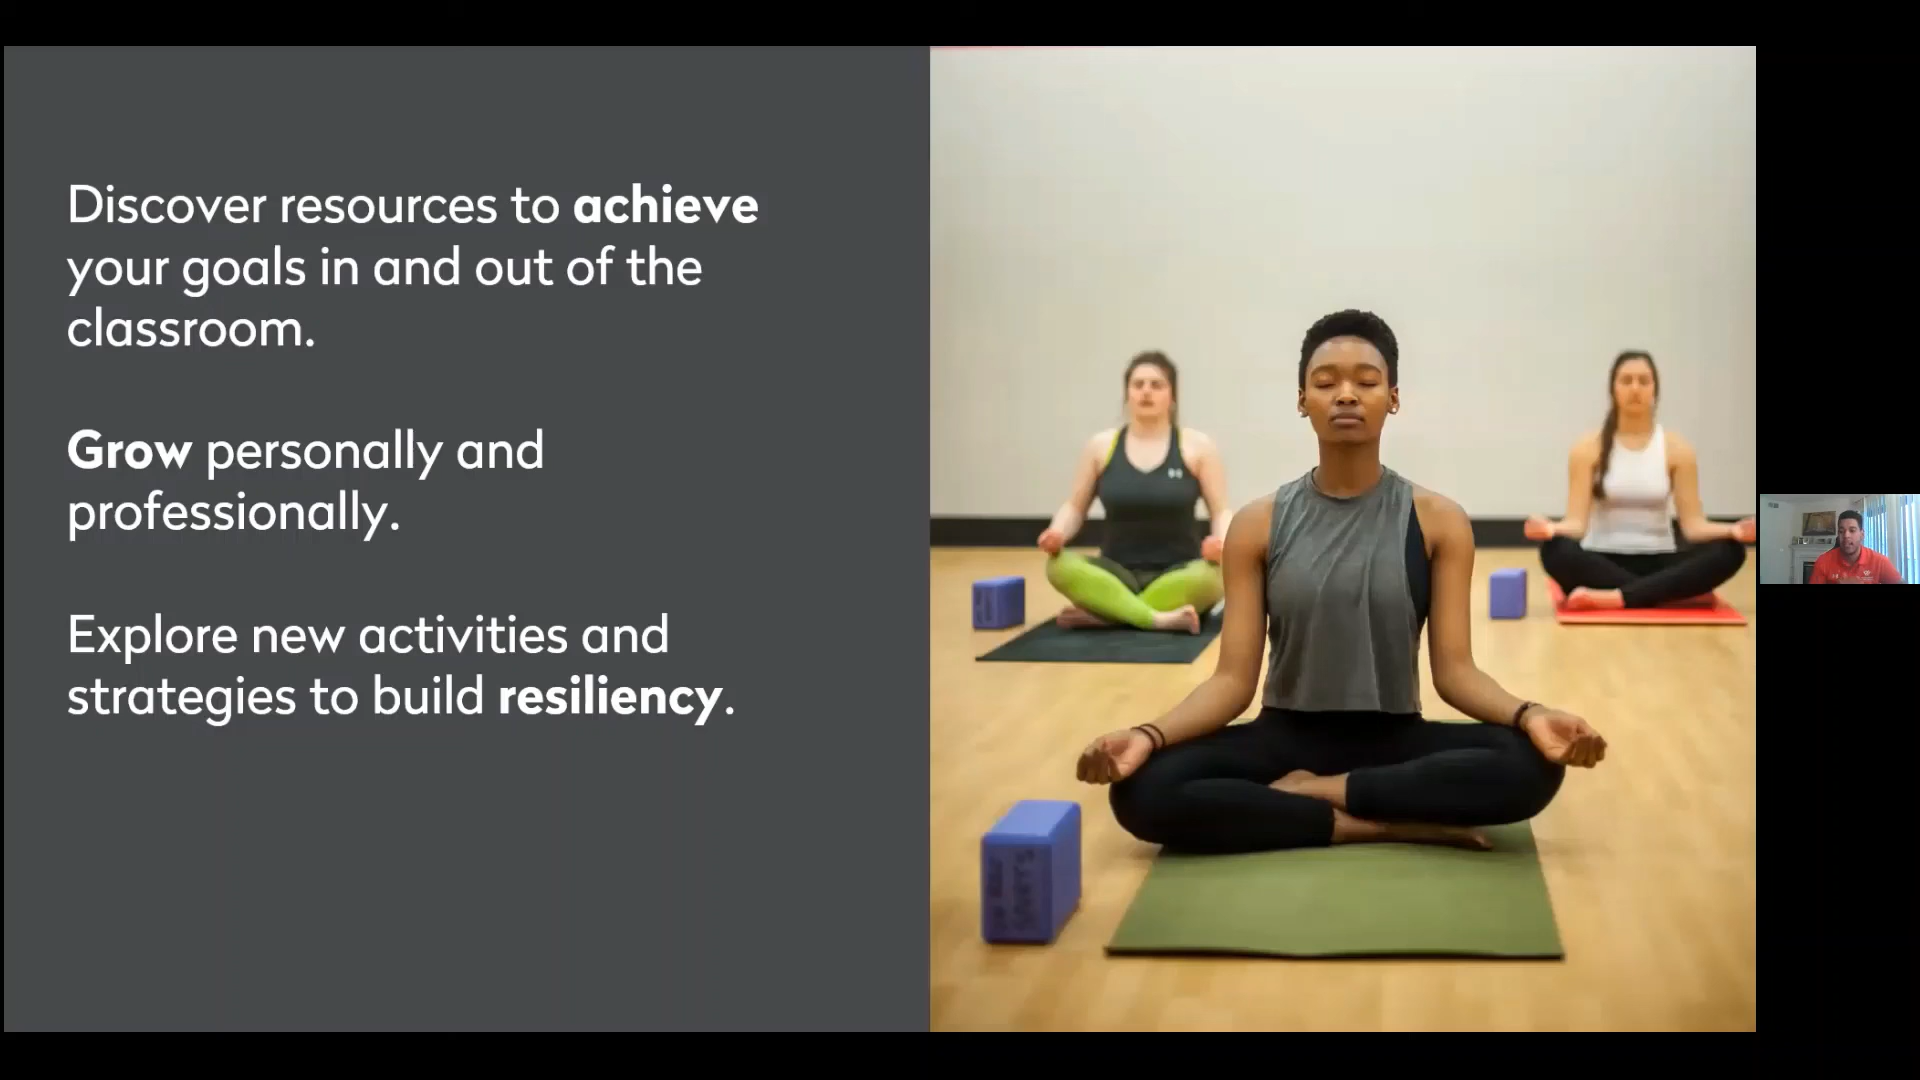 Discover resources to achieve
your goals in and out of the
classroom.
Grow personally and
professionally.
Explore new activities and
strategies to build resiliency.